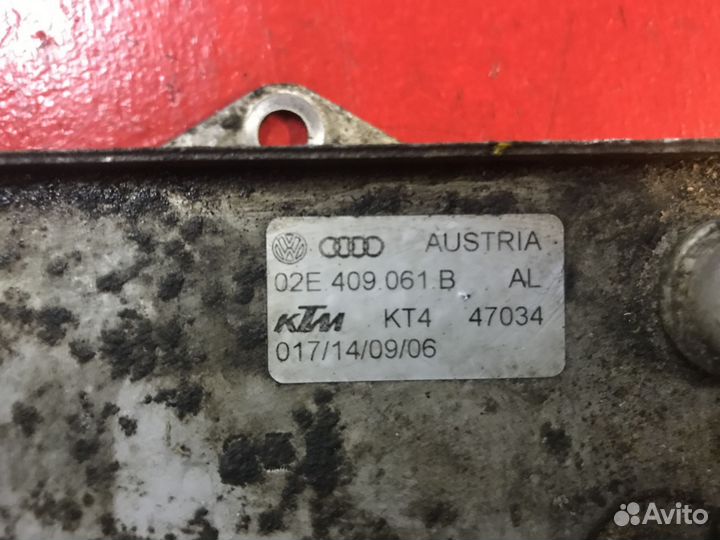 AUSTRIA
02E 409.061.B AL
KTM KT4 47034
017/14/09/06
Avito